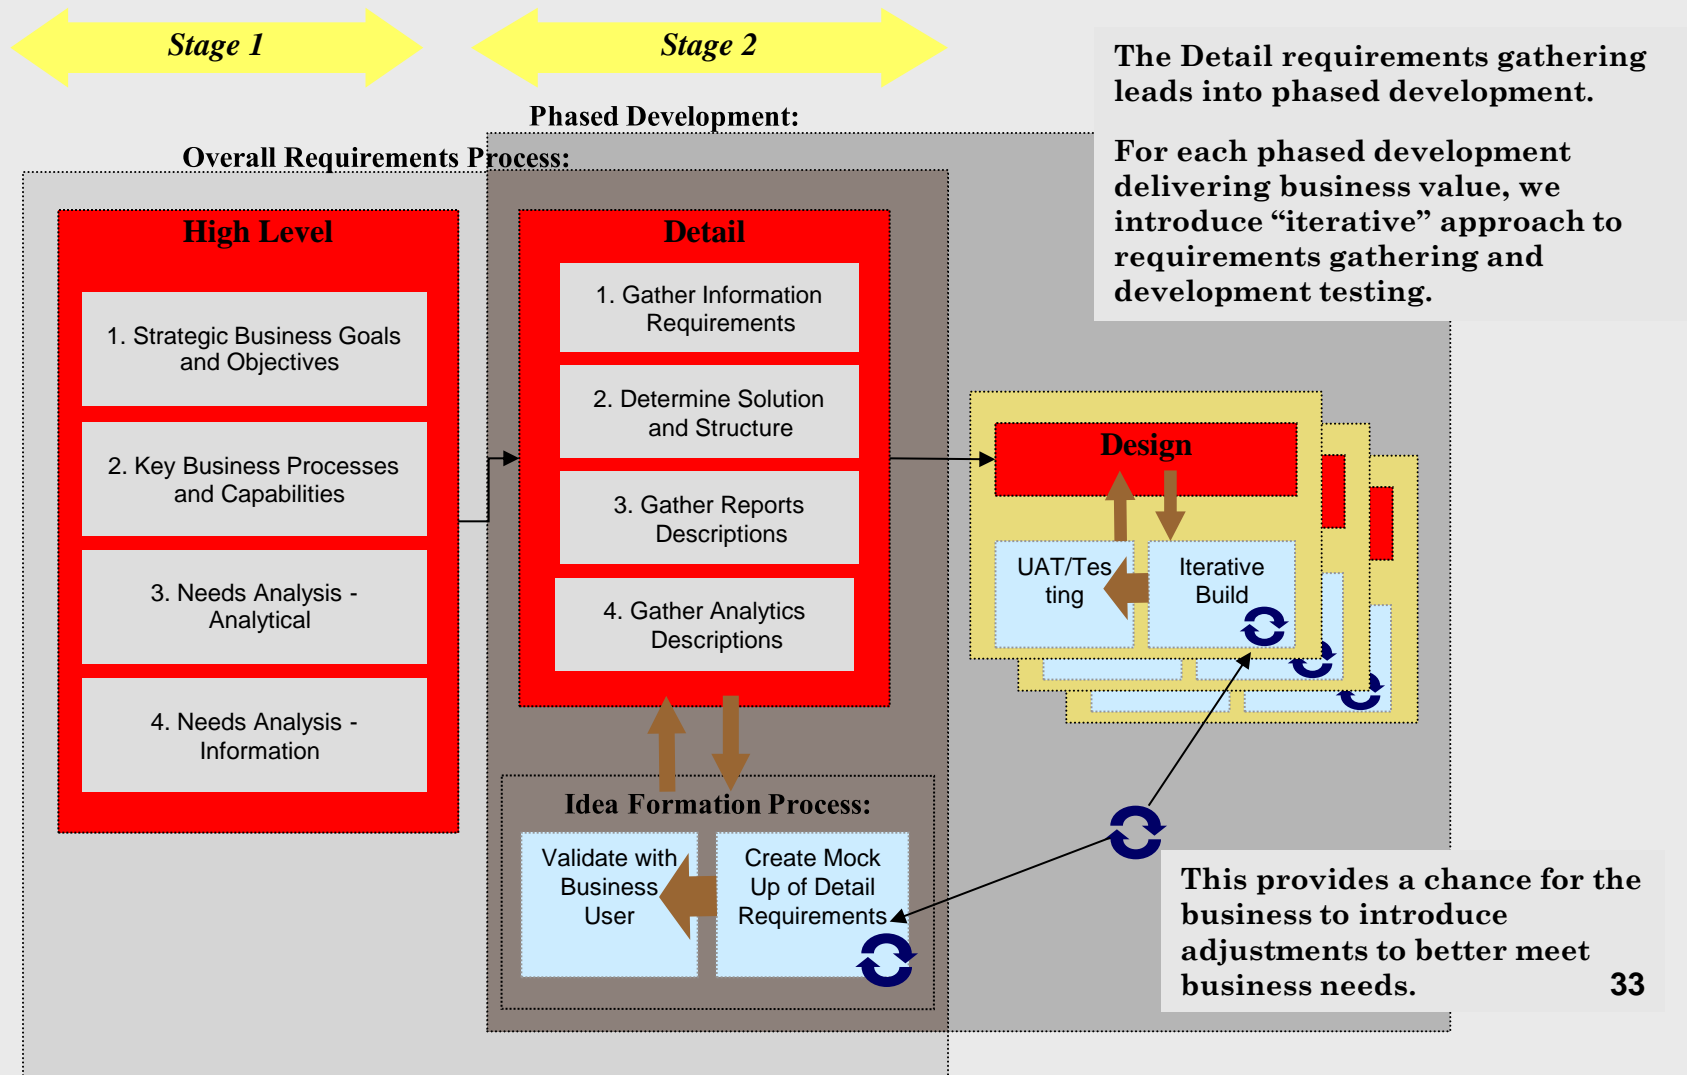 Stage 1
Stage 2
The Detail requirements gathering
leads into phased development.
For each phased development
delivering business value, we
introduce “iterative” approach to
requirements gathering and
development testing.
Phased Development:
Overall Requirements Process:
High Level
1. Strategic Business Goals
and Objectives
2. Key Business Processes
and Capabilities
3. Needs Analysis -
Analytical
4. Needs Analysis -
Information
Detail
1. Gather Information
Requirements
2. Determine Solution
and Structure
3. Gather Reports
Descriptions
4. Gather Analytics
Descriptions
Design
UAT/Tes
ting
Iterative
Build
Idea Formation Process:
Validate with
Business
User
Create Mock
Up of Detail
Requirements
This provides a chance for the
business to introduce
adjustments to better meet
business needs.
33